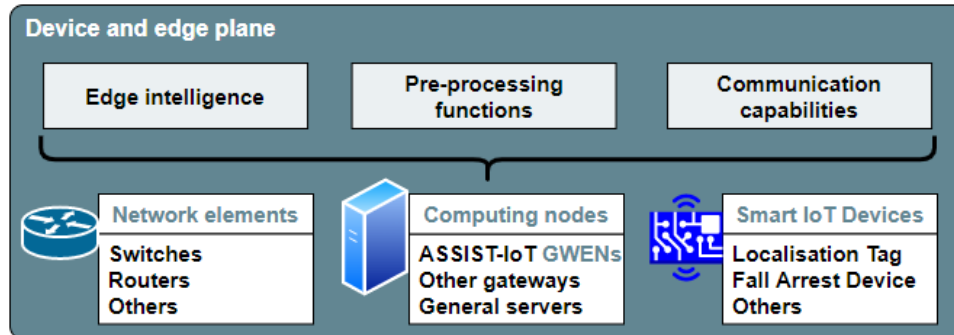 Device and edge plane
Edge intelligence
Pre-processing
functions
Communication
capabilities
Network elements
Switches
Routers
Others
Computing nodes
ASSIST-IoT GWENs
Other gateways
General servers
Smart IoT Devices
Localisation Tag
Fall Arrest Device
Others